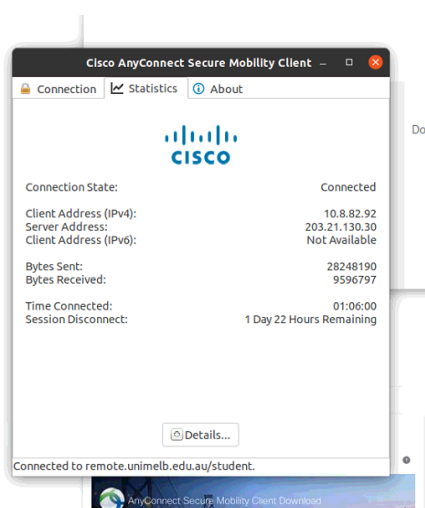 Cisco AnyConnect Secure Mobility Client
Connection Statistics About
CISCO
Connection State: Connected
Client Address (IPv4): 10.8.82.92
Server Address: 203.21.130.30
Client Address (IPv6): Not Available
Bytes Sent: 28248190
Bytes Received: 9596797
Time Connected: 01:06:00
Session Disconnect: 1 Day 22 Hours Remaining
Details...
Connected to remote.unimelb.edu.au/student.
AnyConnect Secure Mobility Client Download
Do